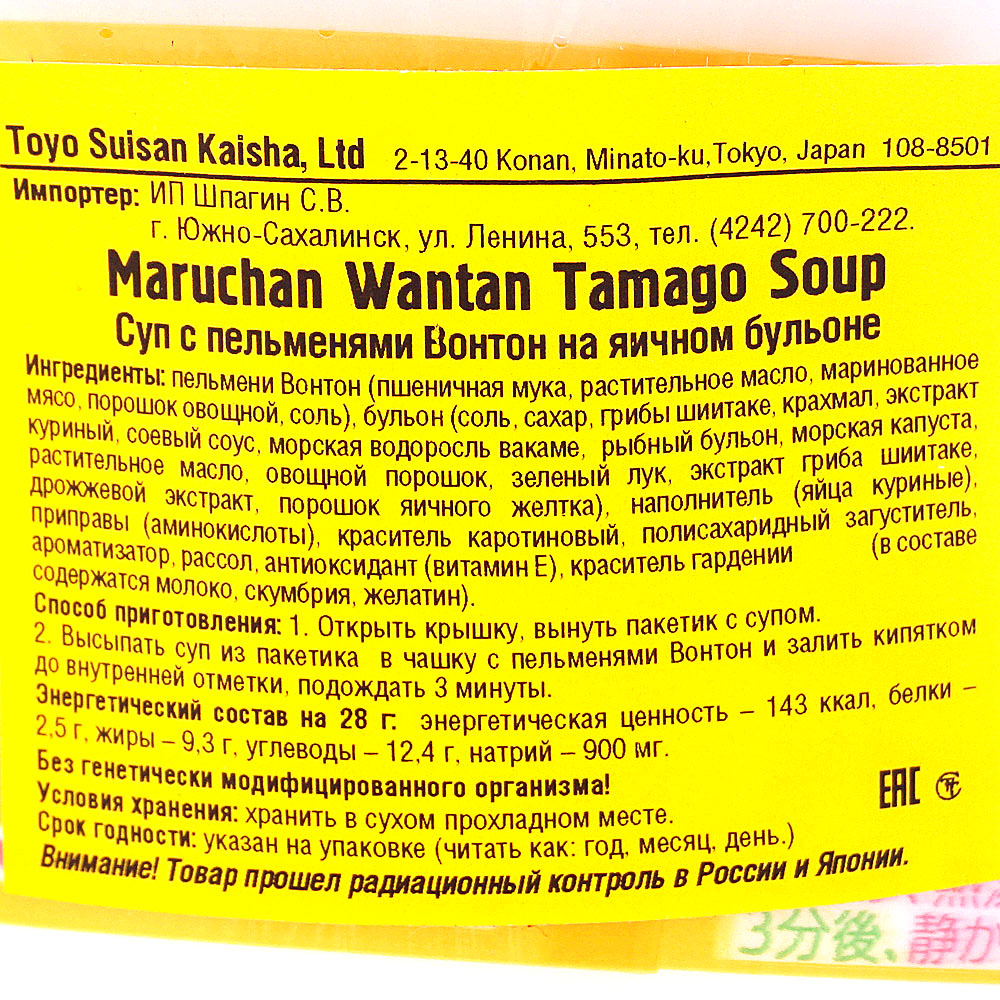 Toyo Suisan Kaisha, Ltd 2-13-40 Konan, Minato-ku,Tokyo, Japan 108-8501
Импортер: ИП Шпагин С.В.
г. Южно-Сахалинск, ул. Ленина, 553, тел. (4242) 700-222.
Maruchan Wantan Tamago Soup
Суп с пельменями Вонтон на яичном бульоне
Ингредиенты: пельмени Вонтон (пшеничная мука, растительное масло, маринованное
мясо, порошок овощной, соль), бульон (соль, сахар, грибы шиитаке, крахмал, экстракт
куриный, соевый соус, морская водоросль вакаме, рыбный бульон, морская капуста,
растительное масло, овощной порошок, зеленый лук, экстракт гриба шиитаке,
дрожжевой экстракт, порошок яичного желтка), наполнитель (яйца куриные),
приправы (аминокислоты), краситель каротиновый, полисахаридный загуститель,
ароматизатор, рассол, антиоксидант (витамин Е), краситель гардении (в составе
содержатся молоко, скумбрия, желатин).
Способ приготовления: 1. Открыть крышку, вынуть пакетик с супом.
2. Высыпать суп из пакетика в чашку с пельменями Вонтон и залить кипятком
до внутренней отметки, подождать 3 минуты.
Энергетический состав на 28 г: энергетическая ценность – 143 ккал, белки –
2,5 г, жиры – 9,3 г, углеводы – 12,4 г, натрий – 900 мг.
Без генетически модифицированного организма!
Условия хранения: хранить в сухом прохладном месте.
Срок годности: указан на упаковке (читать как: год, месяц, день.)
Внимание! Товар прошел радиационный контроль в России и Японии.
EAC
3分後、静か